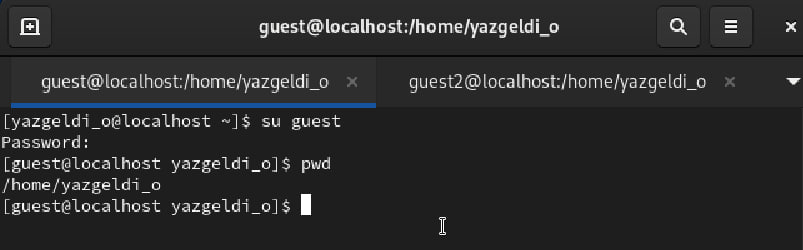 guest@localhost:/home/yazgeldi_o
guest@localhost:/home/yazgeldi_o
guest2@localhost:/home/yazgeldi_o
[yazgeldi_o@localhost ~]$ su guest
Password:
[guest@localhost yazgeldi_o]$ pwd
/home/yazgeldi_o
[guest@localhost yazgeldi_o]$